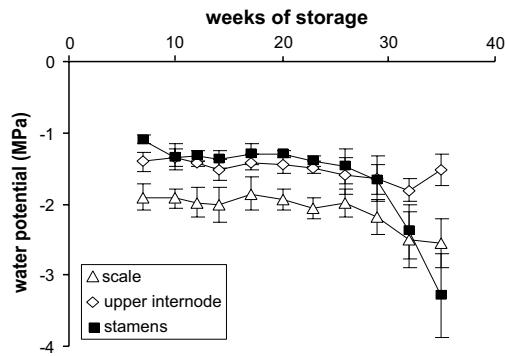 weeks of storage
0 10 20 30 40
0
-1
-2
-3
-4
water potential (MPa)
scale
upper internode
stamens